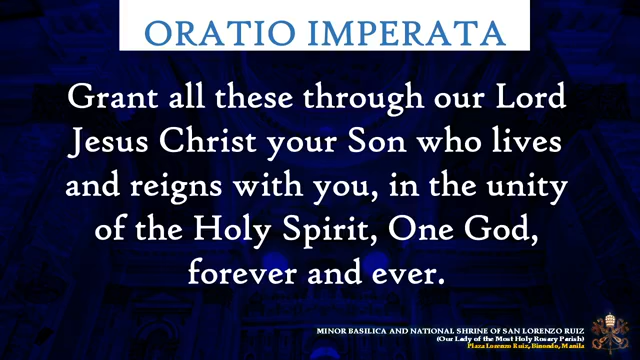 ORATIO IMPERATA
Grant all these through our Lord
Jesus Christ your Son who lives
and reigns with you, in the unity
of the Holy Spirit, One God,
forever and ever.
MINOR BASILICA AND NATIONAL SHRINE OF SAN LORENZO RUIZ
(Our Lady of the Most Holy Rosary Parish)
Plaza Lorenzo Ruiz, Binondo, Manila